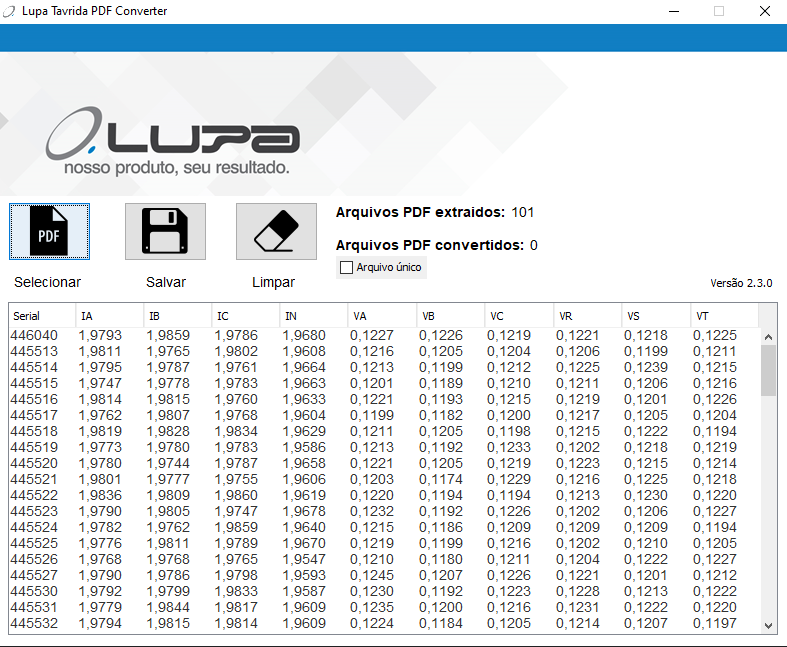 Lupa Tavrida PDF Converter
LUPA
nosso produto, seu resultado.
PDF
Selecionar Salvar Limpar
Arquivos PDF extraidos: 101
Arquivos PDF convertidos: 0
Arquivo único
Versão 2.3.0
Serial IA IB IC IN VA VB VC VR VS VT
446040 1,9793 1,9859 1,9786 1,9680 0,1227 0,1226 0,1219 0,1221 0,1218 0,1225
445513 1,9811 1,9765 1,9802 1,9608 0,1216 0,1205 0,1204 0,1206 0,1199 0,1211
445514 1,9795 1,9787 1,9761 1,9664 0,1213 0,1199 0,1212 0,1225 0,1239 0,1215
445515 1,9747 1,9778 1,9783 1,9663 0,1201 0,1189 0,1210 0,1211 0,1206 0,1216
445516 1,9814 1,9815 1,9760 1,9633 0,1221 0,1193 0,1215 0,1219 0,1201 0,1226
445517 1,9762 1,9807 1,9768 1,9604 0,1199 0,1182 0,1200 0,1217 0,1205 0,1204
445518 1,9819 1,9828 1,9834 1,9629 0,1211 0,1205 0,1198 0,1215 0,1222 0,1194
445519 1,9773 1,9780 1,9783 1,9586 0,1213 0,1192 0,1233 0,1202 0,1218 0,1219
445520 1,9780 1,9744 1,9787 1,9658 0,1221 0,1205 0,1219 0,1223 0,1215 0,1214
445521 1,9801 1,9777 1,9755 1,9606 0,1203 0,1174 0,1229 0,1216 0,1225 0,1218
445522 1,9836 1,9809 1,9860 1,9619 0,1220 0,1194 0,1194 0,1213 0,1230 0,1220
445523 1,9790 1,9805 1,9747 1,9678 0,1232 0,1192 0,1226 0,1202 0,1206 0,1227
445524 1,9782 1,9762 1,9859 1,9640 0,1215 0,1186 0,1209 0,1209 0,1209 0,1194
445525 1,9776 1,9811 1,9789 1,9670 0,1219 0,1199 0,1216 0,1202 0,1210 0,1205
445526 1,9768 1,9768 1,9765 1,9547 0,1210 0,1180 0,1211 0,1204 0,1222 0,1227
445527 1,9790 1,9786 1,9798 1,9593 0,1245 0,1207 0,1226 0,1221 0,1201 0,1212
445530 1,9792 1,9799 1,9833 1,9587 0,1230 0,1192 0,1223 0,1228 0,1213 0,1222
445531 1,9779 1,9844 1,9817 1,9609 0,1235 0,1200 0,1216 0,1231 0,1222 0,1220
445532 1,9794 1,9815 1,9814 1,9609 0,1224 0,1184 0,1205 0,1214 0,1207 0,1197